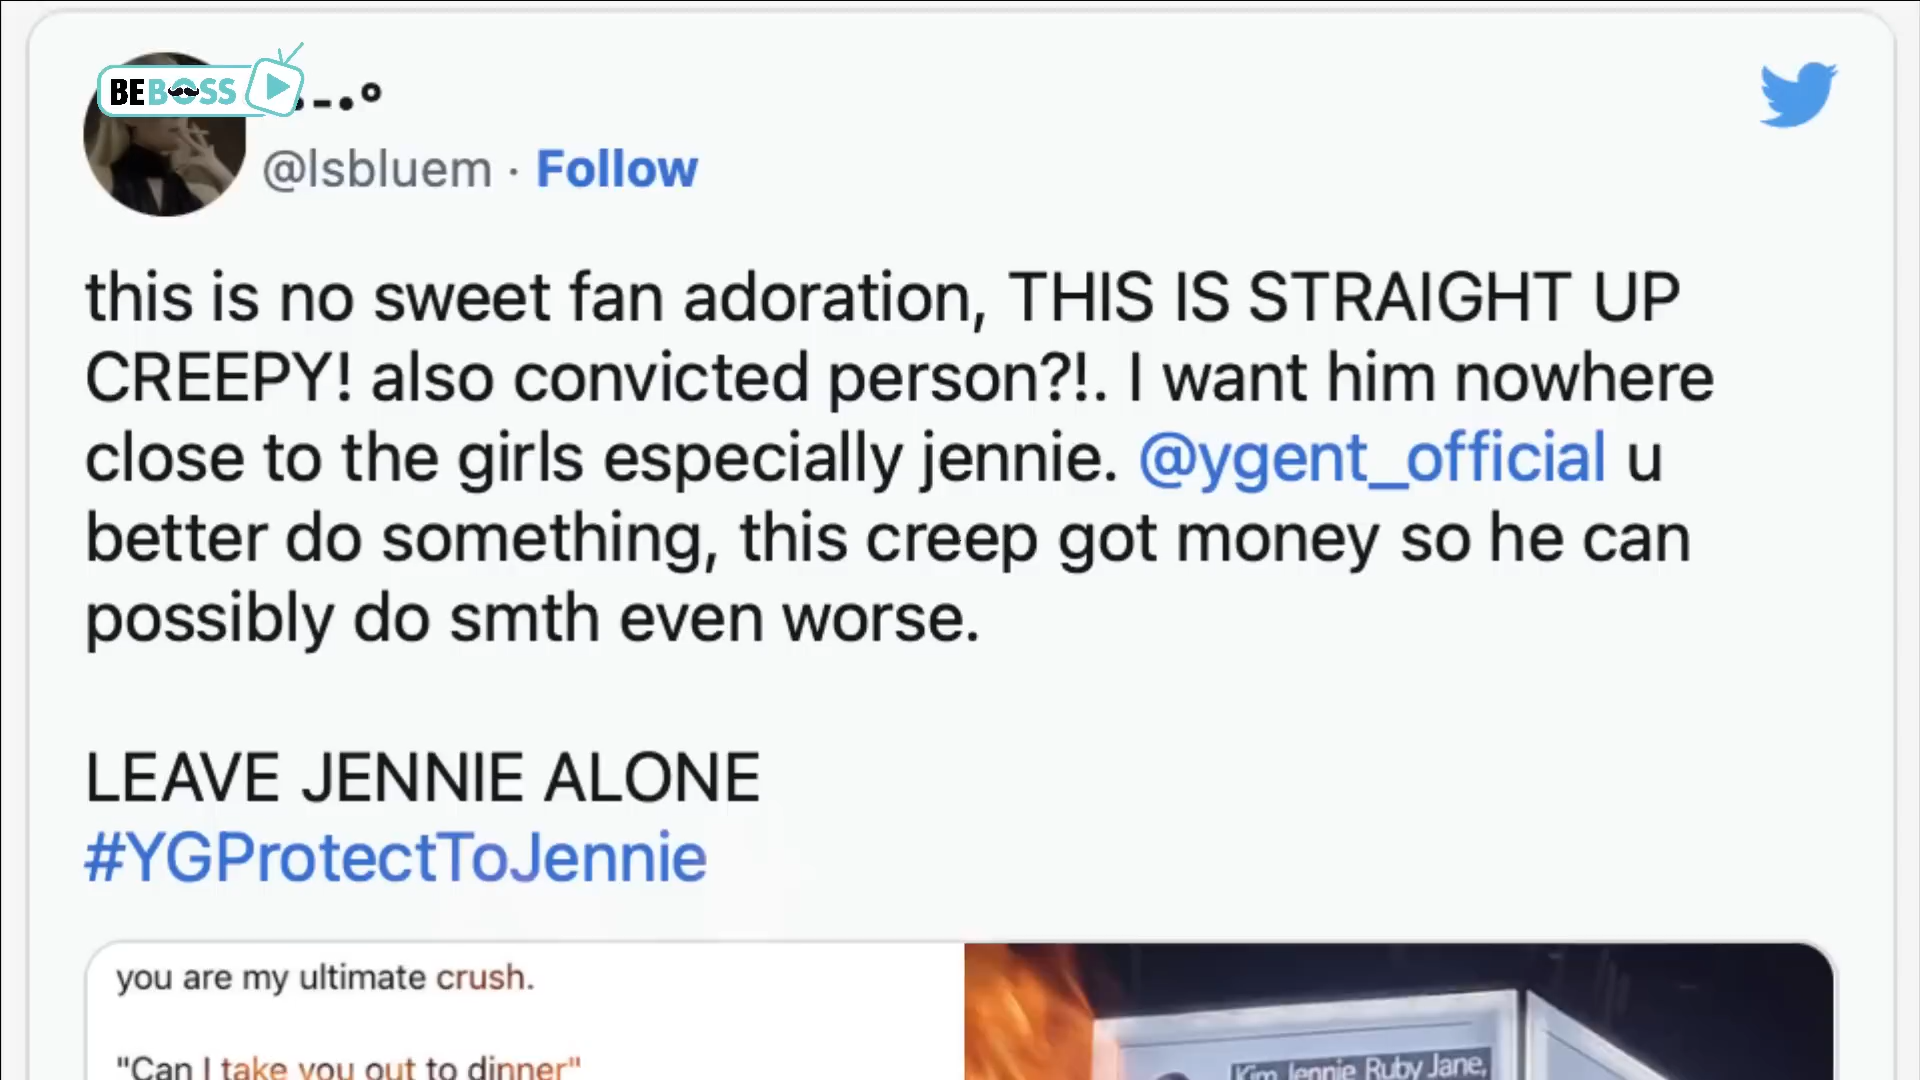 BEBOSS
@lsbluem · Follow
this is no sweet fan adoration, THIS IS STRAIGHT UP
CREEPY! also convicted person?!. I want him nowhere
close to the girls especially jennie. @ygent_official u
better do something, this creep got money so he can
possibly do smth even worse.
LEAVE JENNIE ALONE
#YGProtectToJennie
you are my ultimate crush.
"Can I take you out to dinner"
Kim Jennie Ruby Jane,